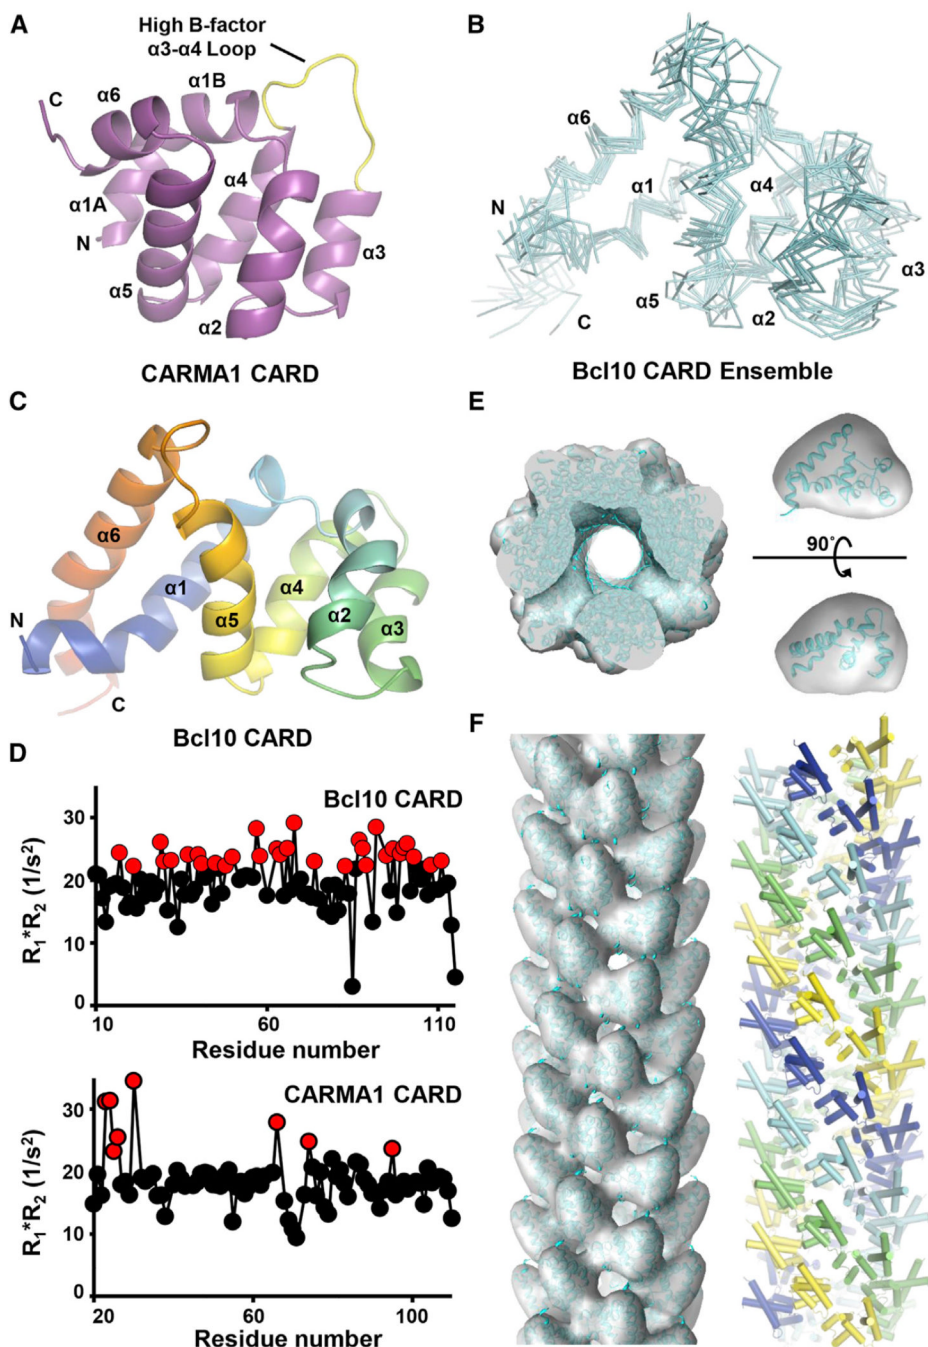 A
High B-factor
α3-α4 Loop
C
α6
α1B
α4
α1A
N
α3
α5
α2
CARMA1 CARD
B
α6
α1
α4
N
α3
α5
α2
C
Bcl10 CARD Ensemble
C
α6
α1
α4
N
α5
α2
α3
C
Bcl10 CARD
D
Bcl10 CARD
30
20
10
0
R₁*R₂ (1/s²)
10
60
110
Residue number
CARMA1 CARD
30
20
10
0
R₁*R₂ (1/s²)
20
60
100
Residue number
E
90°
F